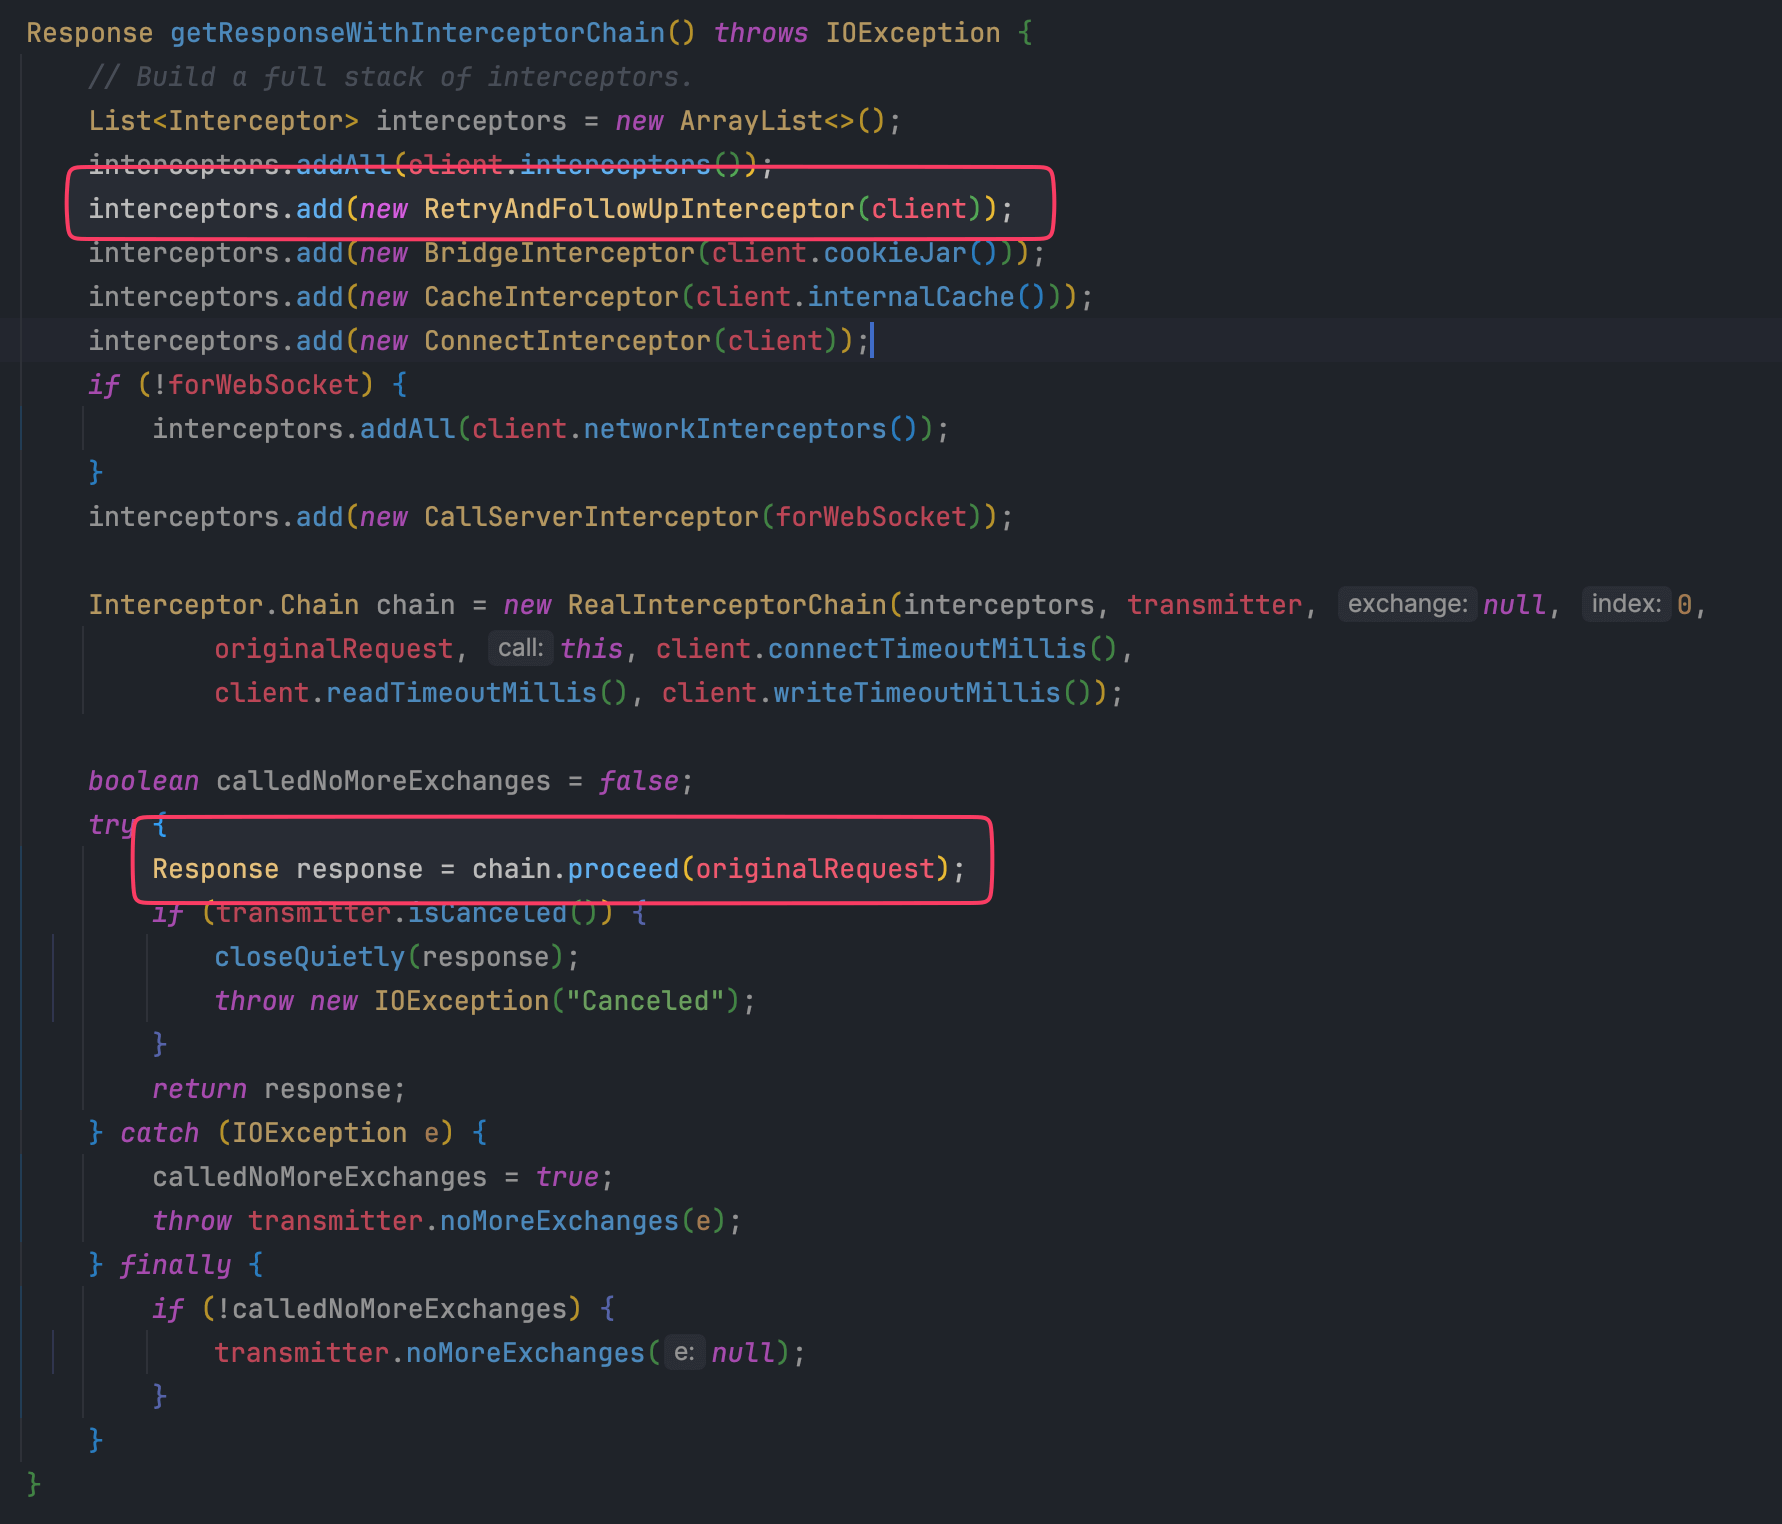 Response getResponseWithInterceptorChain() throws IOException {
// Build a full stack of interceptors.
List<Interceptor> interceptors = new ArrayList<>();
interceptors.addAll(client.interceptors());
interceptors.add(new RetryAndFollowUpInterceptor(client));
interceptors.add(new BridgeInterceptor(client.cookieJar()));
interceptors.add(new CacheInterceptor(client.internalCache()));
interceptors.add(new ConnectInterceptor(client));
if (!forWebSocket) {
interceptors.addAll(client.networkInterceptors());
}
interceptors.add(new CallServerInterceptor(forWebSocket));
Interceptor.Chain chain = new RealInterceptorChain(interceptors, transmitter, exchange: null, index: 0,
originalRequest, call: this, client.connectTimeoutMillis(),
client.readTimeoutMillis(), client.writeTimeoutMillis());
boolean calledNoMoreExchanges = false;
try {
Response response = chain.proceed(originalRequest);
if (transmitter.isCanceled()) {
closeQuietly(response);
throw new IOException("Canceled");
}
return response;
} catch (IOException e) {
calledNoMoreExchanges = true;
throw transmitter.noMoreExchanges(e);
} finally {
if (!calledNoMoreExchanges) {
transmitter.noMoreExchanges( e: null);
}
}
}